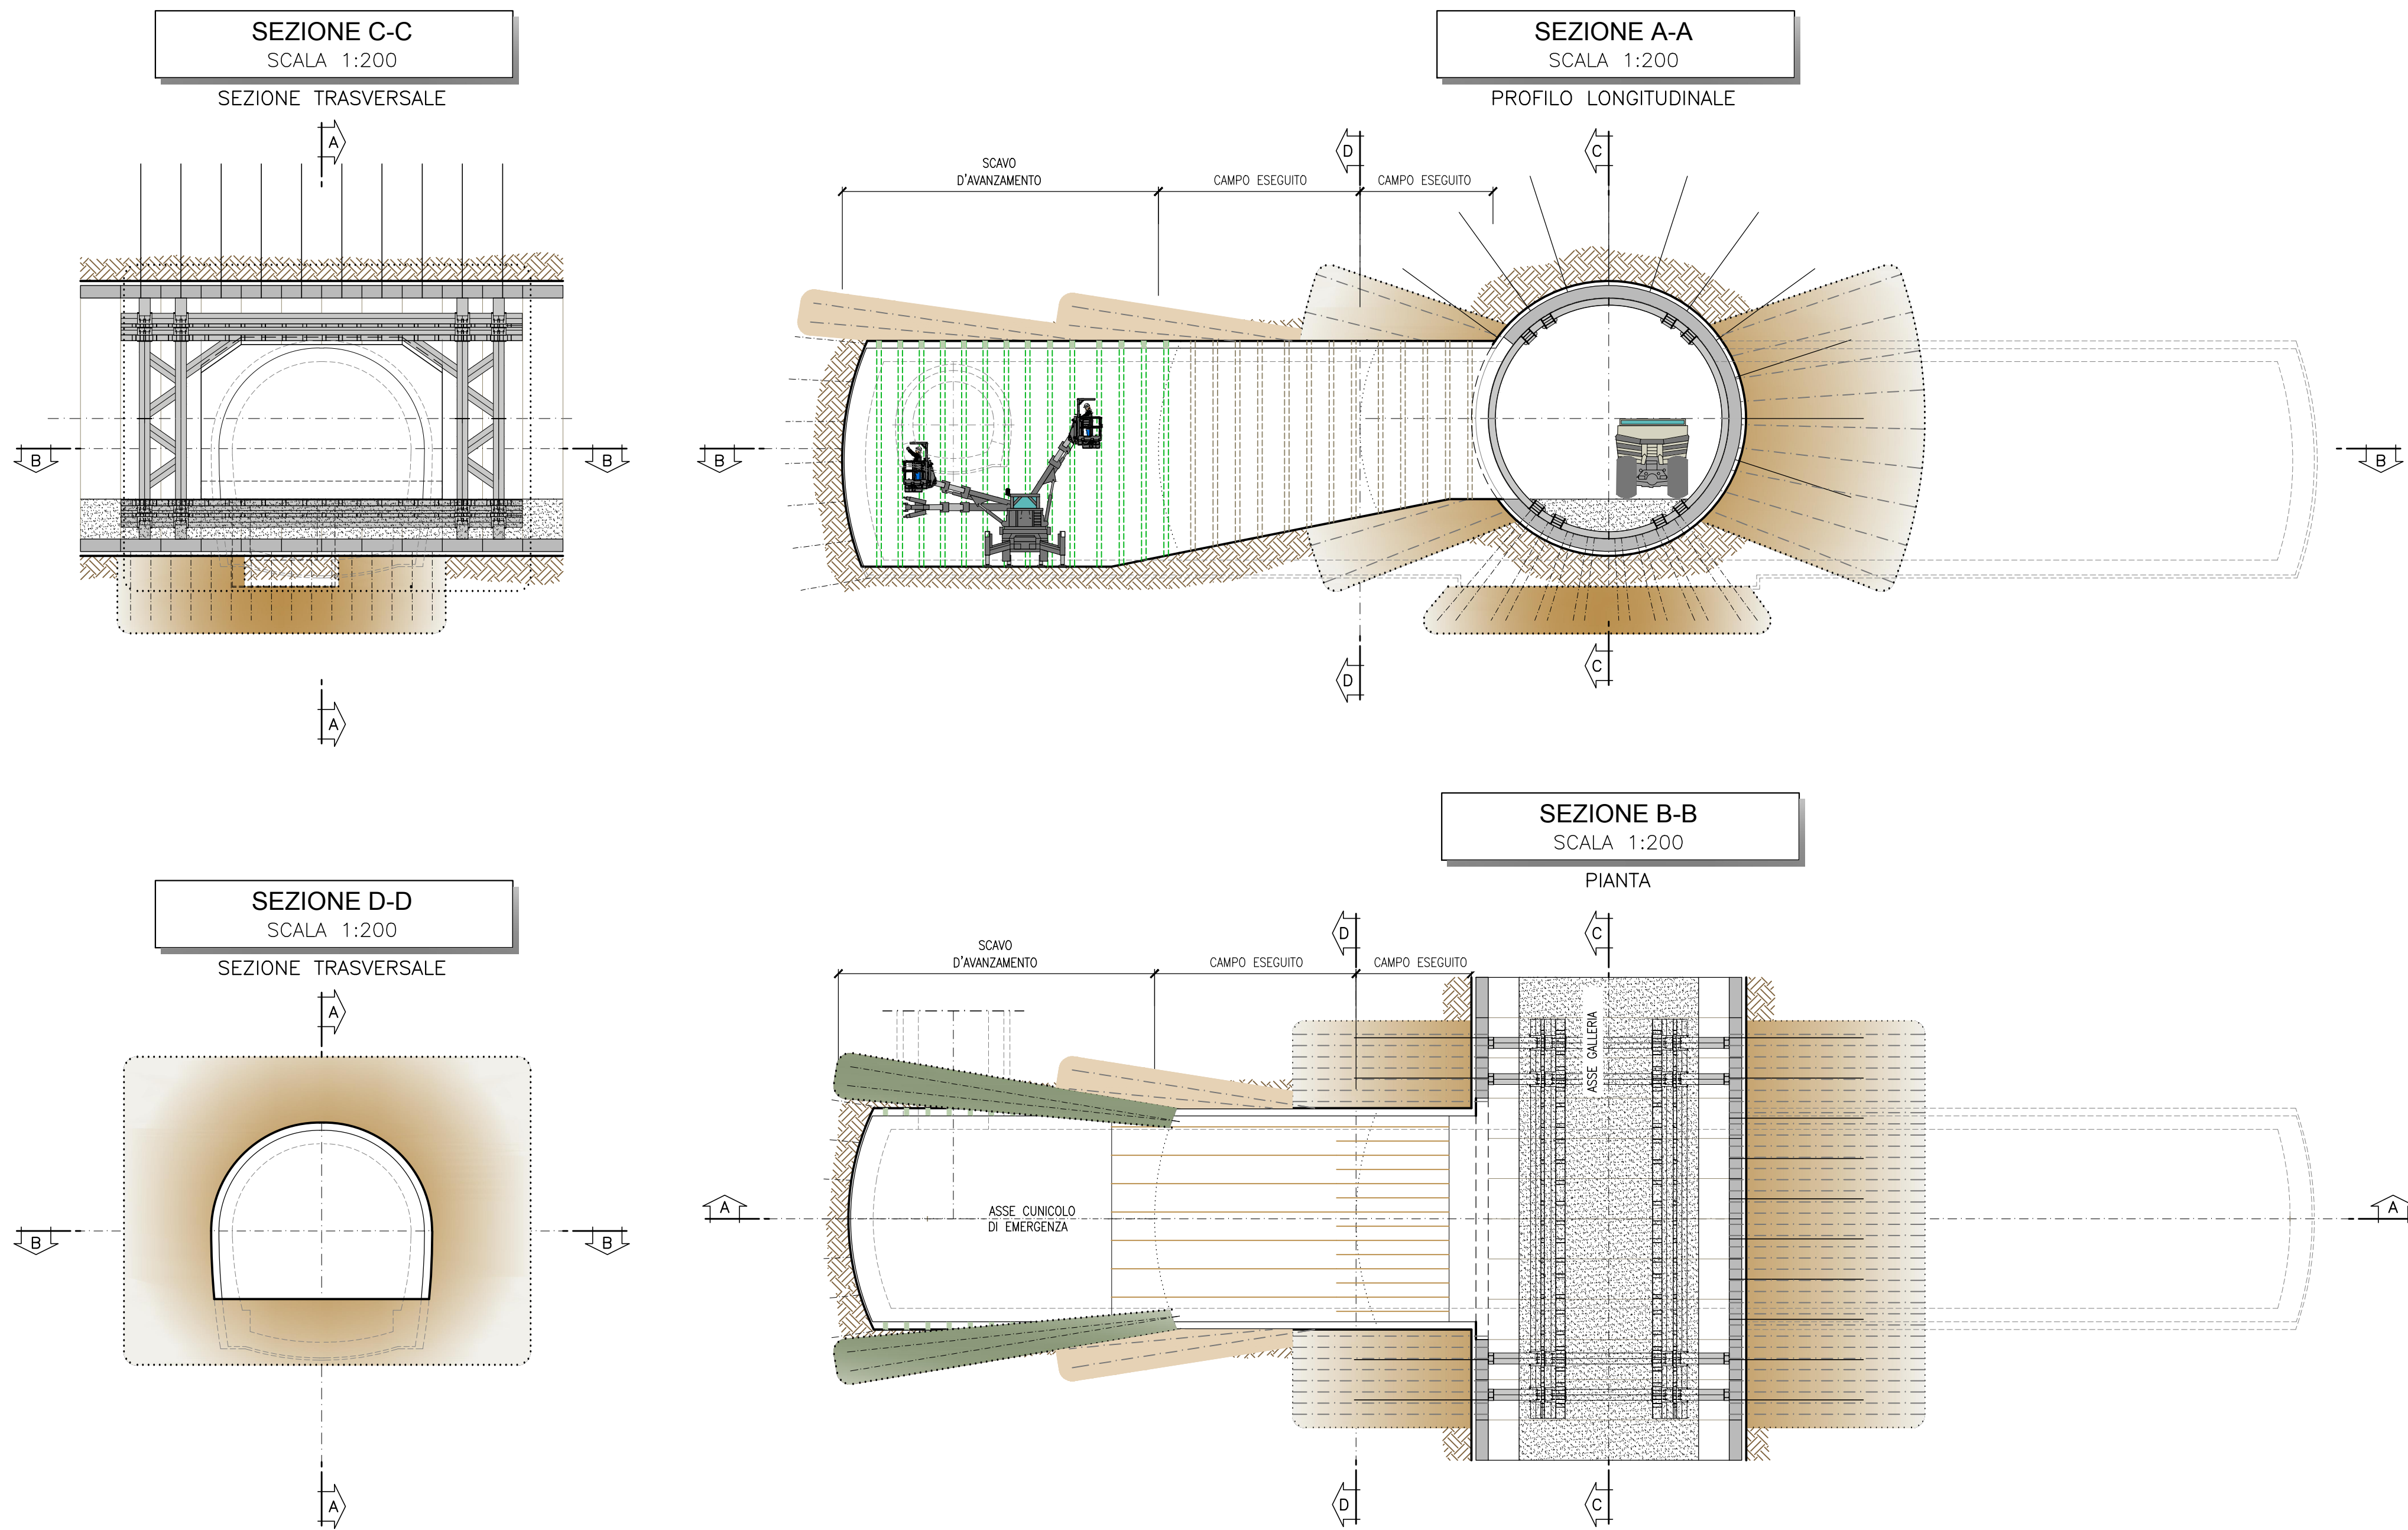 SEZIONE C-C
SCALA 1:200
SEZIONE TRASVERSALE
A
B
B
A
SEZIONE A-A
SCALA 1:200
PROFILO LONGITUDINALE
D
C
SCAVO
D'AVANZAMENTO
CAMPO ESEGUITO
CAMPO ESEGUITO
B
B
D
C
SEZIONE D-D
SCALA 1:200
SEZIONE TRASVERSALE
A
B
B
A
SEZIONE B-B
SCALA 1:200
PIANTA
D
C
SCAVO
D'AVANZAMENTO
CAMPO ESEGUITO
CAMPO ESEGUITO
ASSE GALLERIA
A
ASSE CUNICOLO
DI EMERGENZA
A
D
C